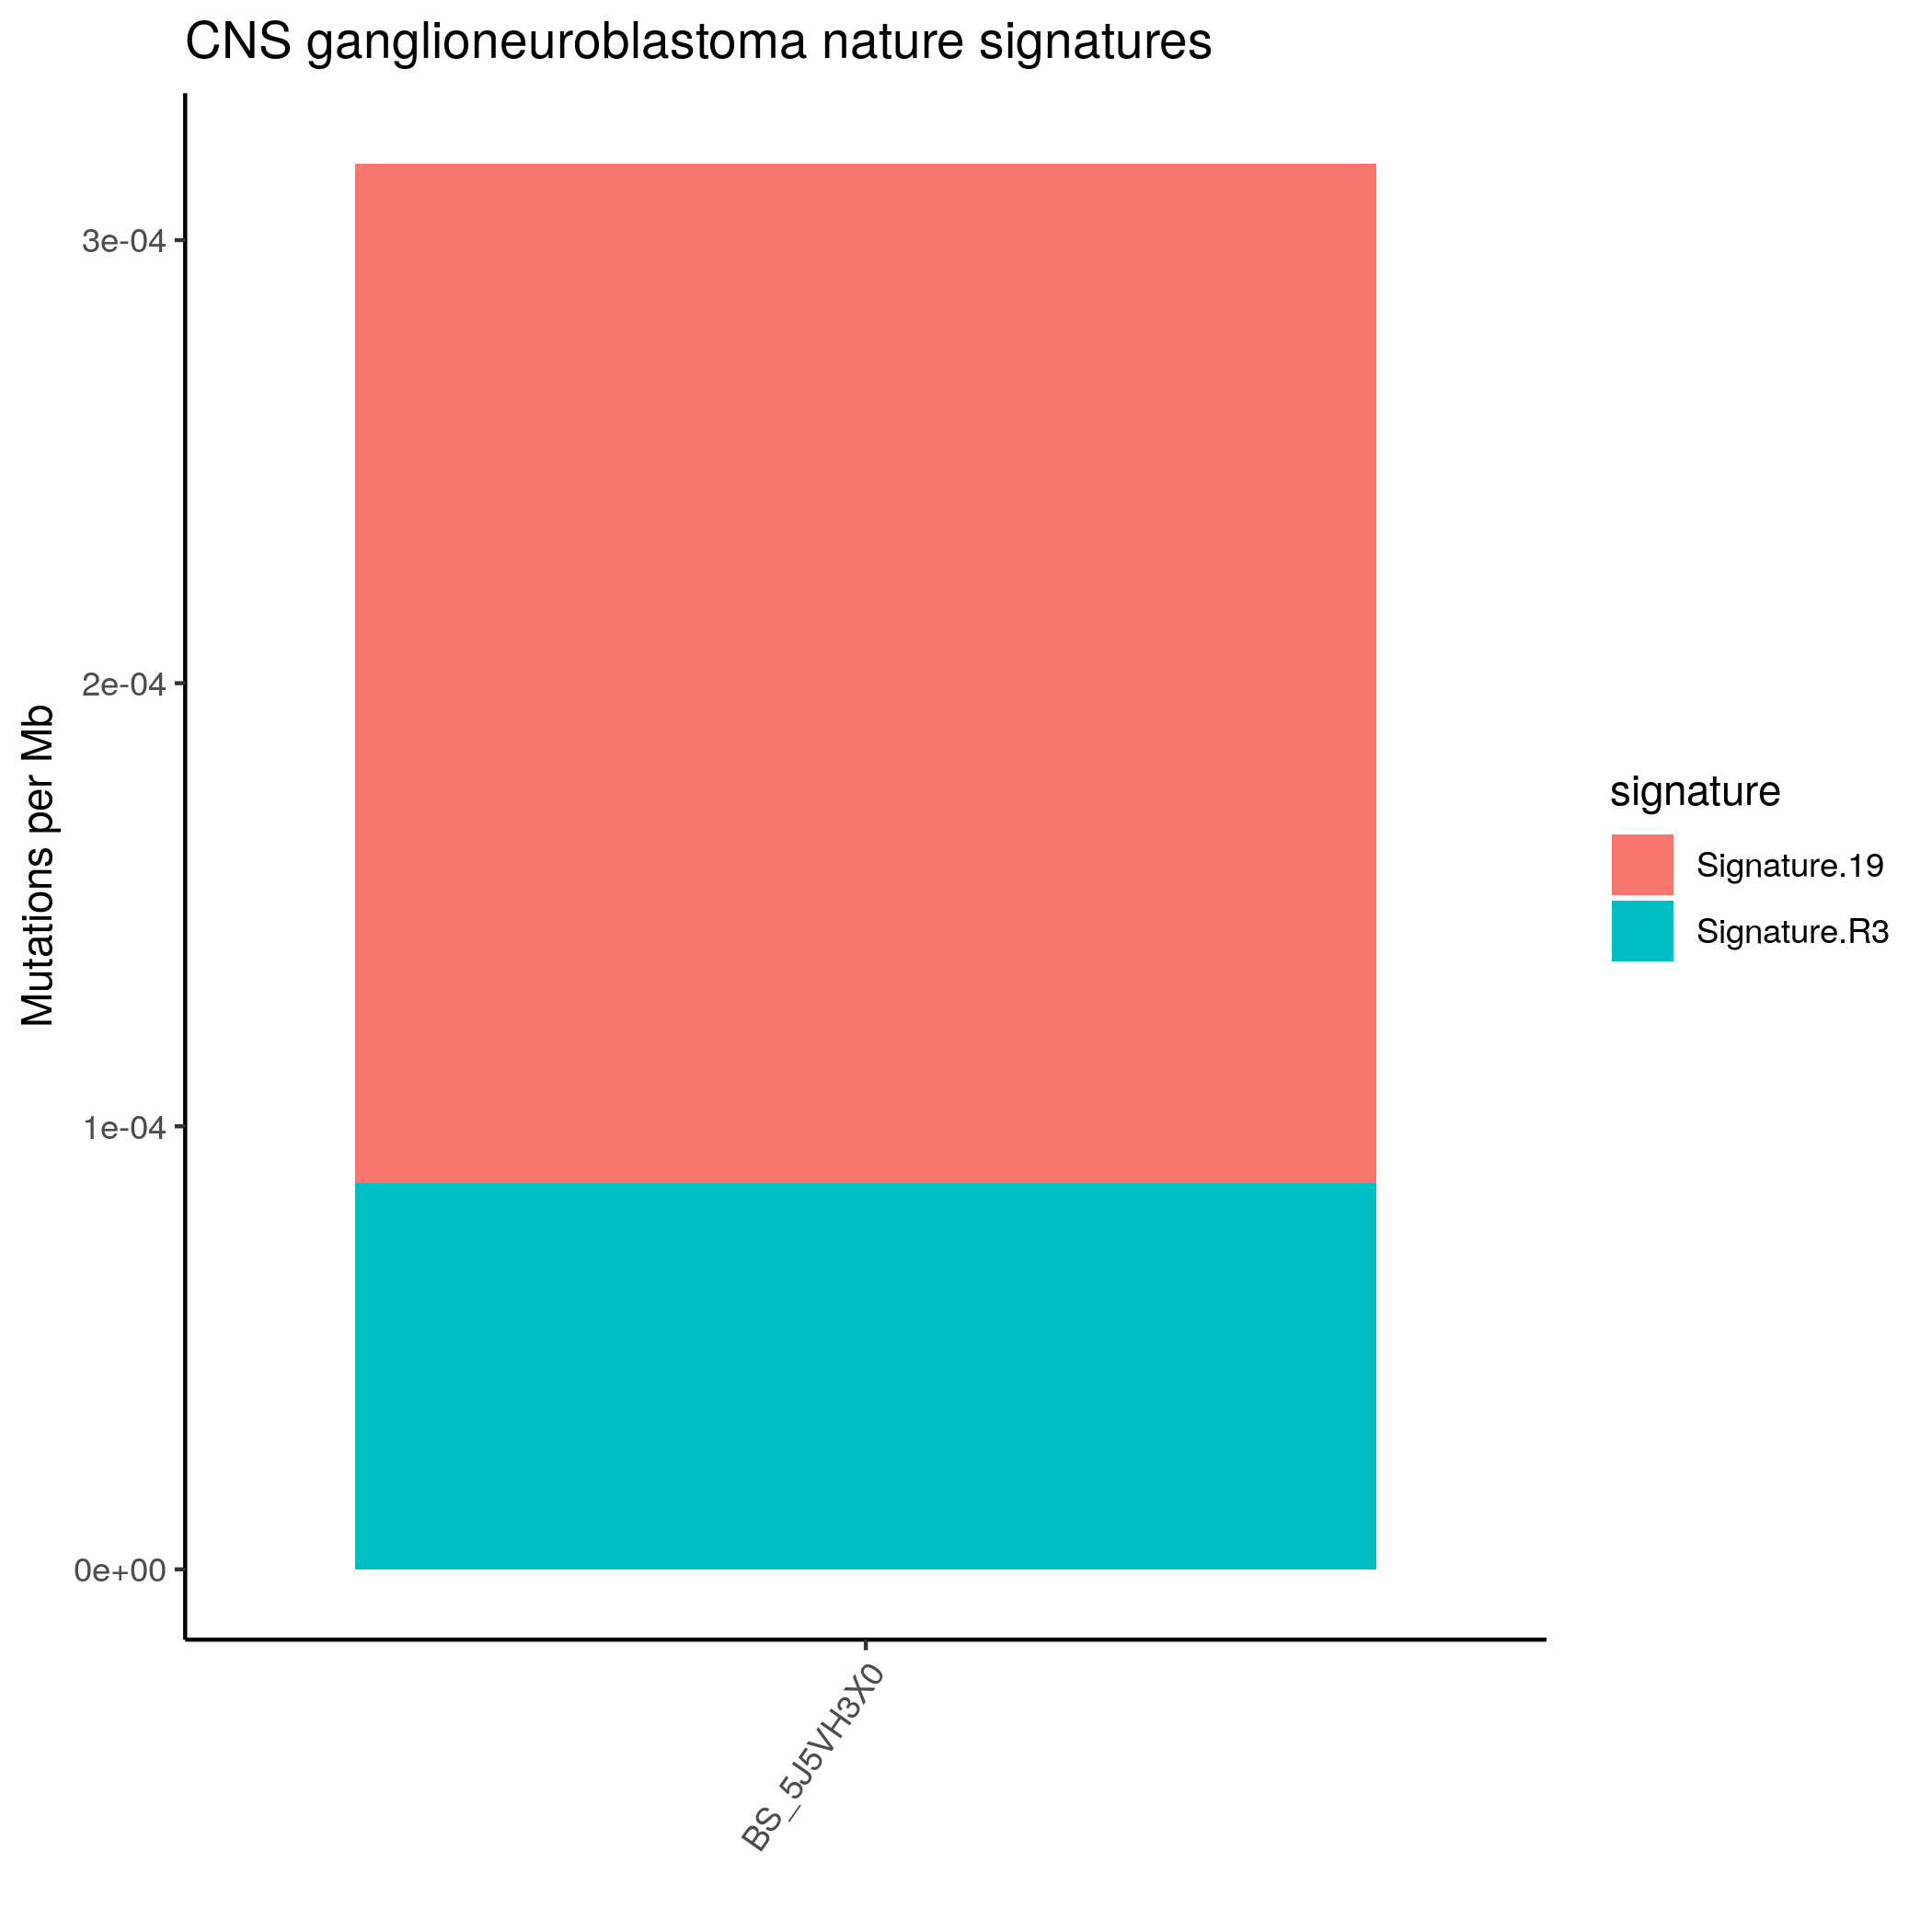 CNS ganglioneuroblastoma nature signatures
Mutations per Mb
3e-04
2e-04
1e-04
0e+00
BS_5J5VH3X0
signature
Signature.19
Signature.R3